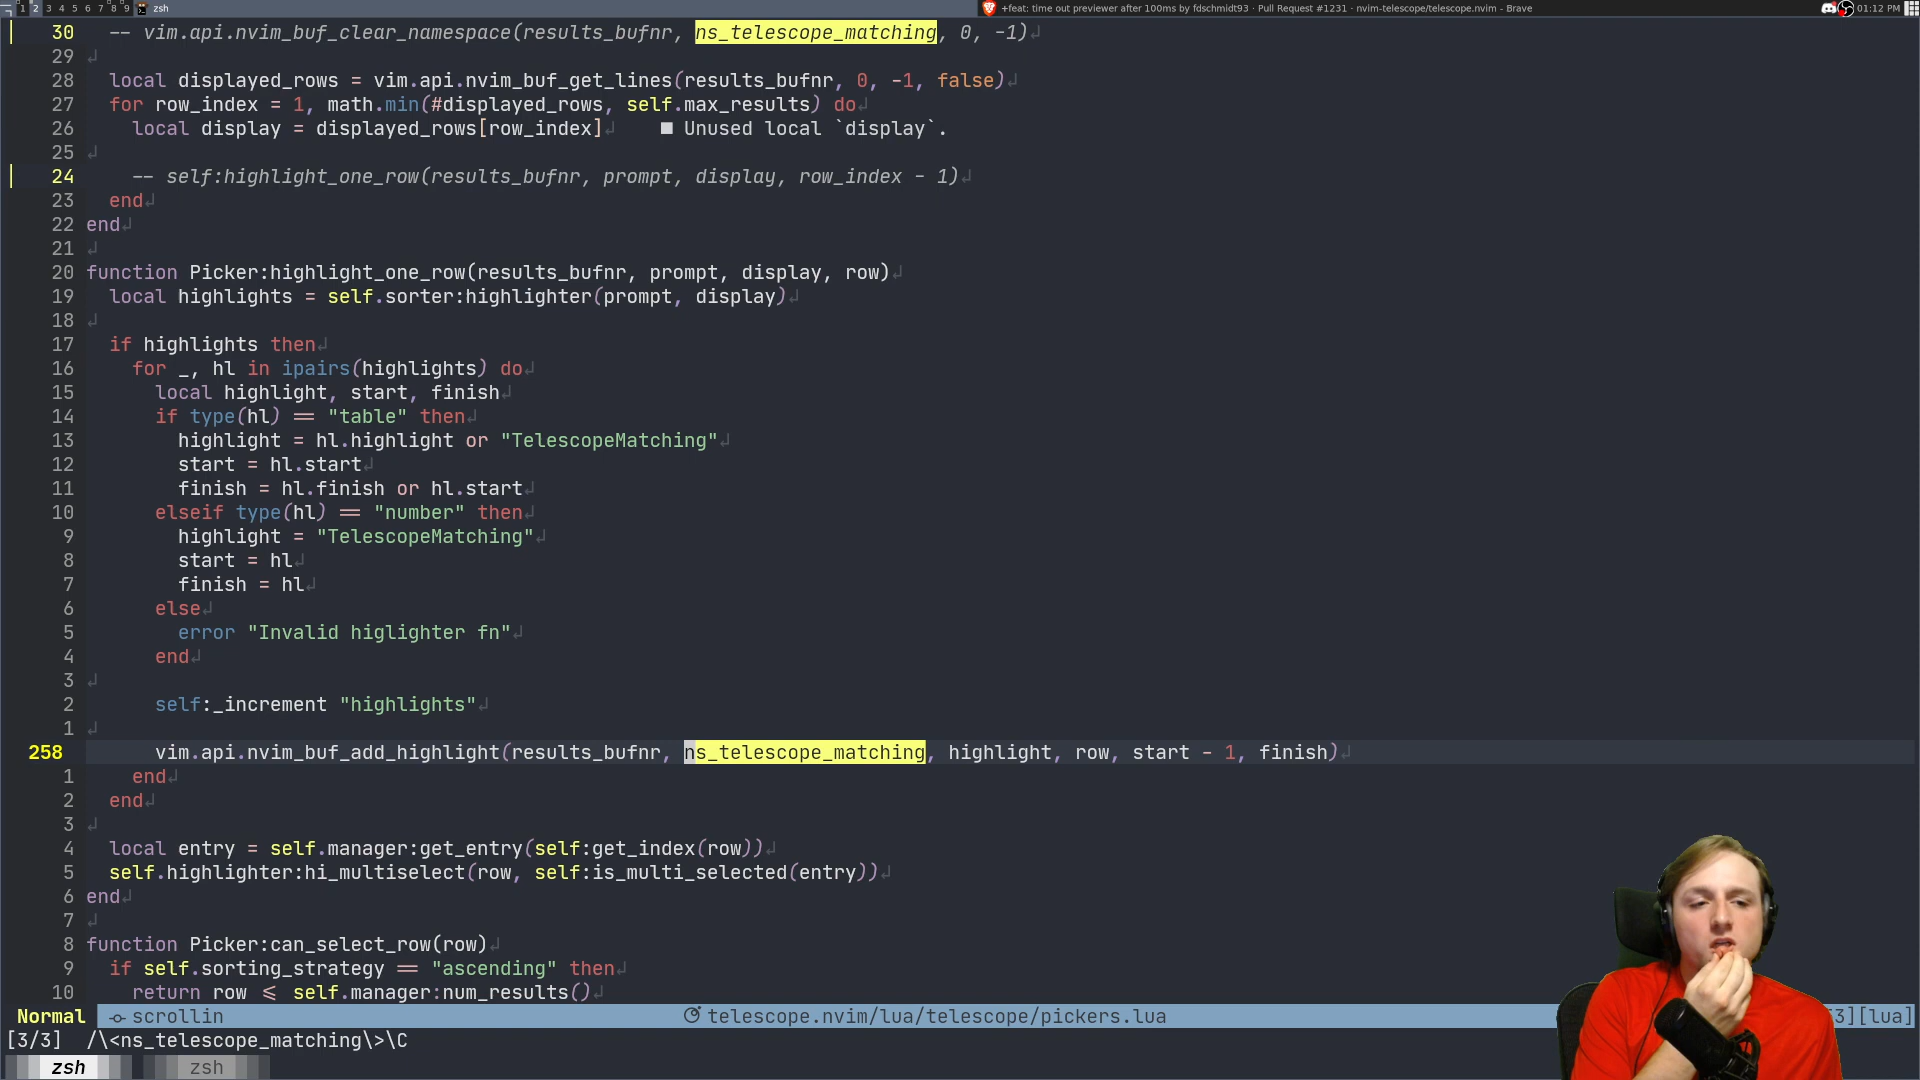 1 2 3 4 5 6 7 8 9 zsh +feat: time out previewer after 100ms by fdschmidt93 · Pull Request #1231 · nvim-telescope/telescope.nvim - Brave 01:12 PM
30 -- vim.api.nvim_buf_clear_namespace(results_bufnr, ns_telescope_matching, 0, -1)
29
28 local displayed_rows = vim.api.nvim_buf_get_lines(results_bufnr, 0, -1, false)
27 for row_index = 1, math.min(#displayed_rows, self.max_results) do
26 local display = displayed_rows[row_index] ■ Unused local `display`.
25
24 -- self:highlight_one_row(results_bufnr, prompt, display, row_index - 1)
23 end
22 end
21
20 function Picker:highlight_one_row(results_bufnr, prompt, display, row)
19 local highlights = self.sorter:highlighter(prompt, display)
18
17 if highlights then
16 for _, hl in ipairs(highlights) do
15 local highlight, start, finish
14 if type(hl) == "table" then
13 highlight = hl.highlight or "TelescopeMatching"
12 start = hl.start
11 finish = hl.finish or hl.start
10 elseif type(hl) == "number" then
9 highlight = "TelescopeMatching"
8 start = hl
7 finish = hl
6 else
5 error "Invalid higlighter fn"
4 end
3
2 self:_increment "highlights"
1
258 vim.api.nvim_buf_add_highlight(results_bufnr, ns_telescope_matching, highlight, row, start - 1, finish)
1 end
2 end
3
4 local entry = self.manager:get_entry(self:get_index(row))
5 self.highlighter:hi_multiselect(row, self:is_multi_selected(entry))
6 end
7
8 function Picker:can_select_row(row)
9 if self.sorting_strategy == "ascending" then
10 return row <= self.manager:num_results()
Normal scrollin telescope.nvim/lua/telescope/pickers.lua 3][lua]
[3/3] /\<ns_telescope_matching\>\C
zsh zsh